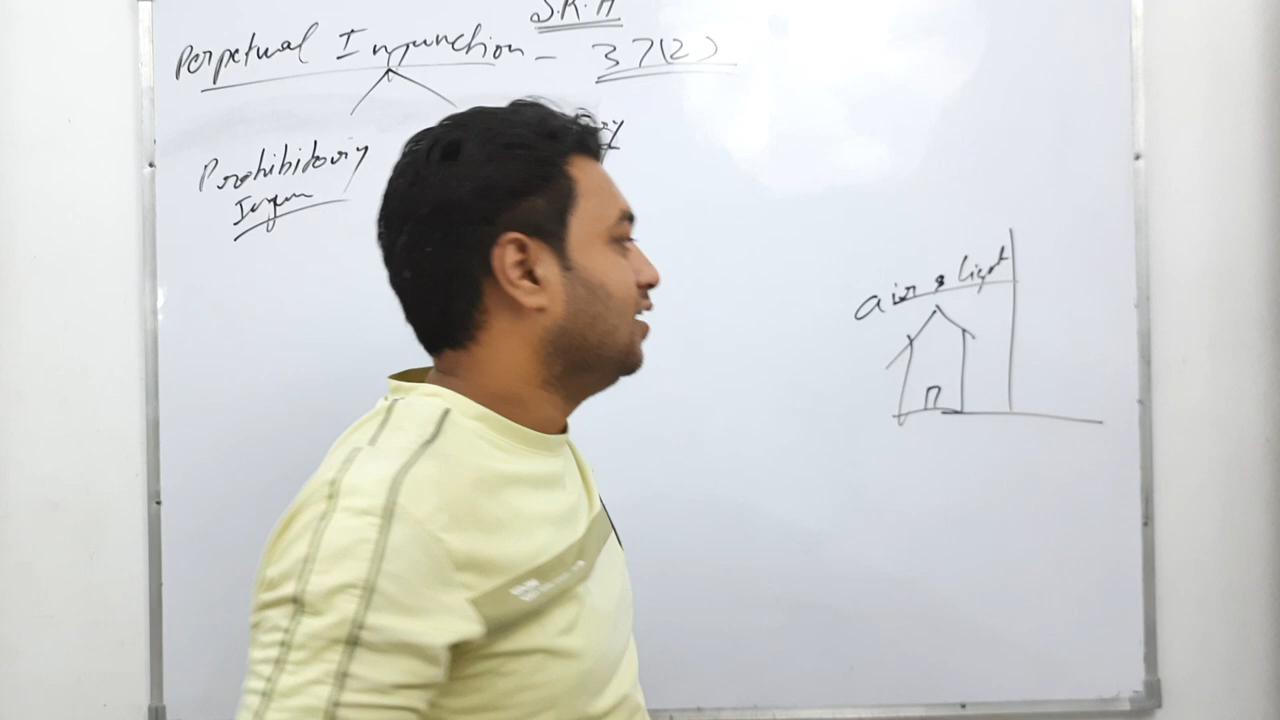 S.R.A
Perpetual Injunction - 37(2)
Prohibitory
Injun
air & light